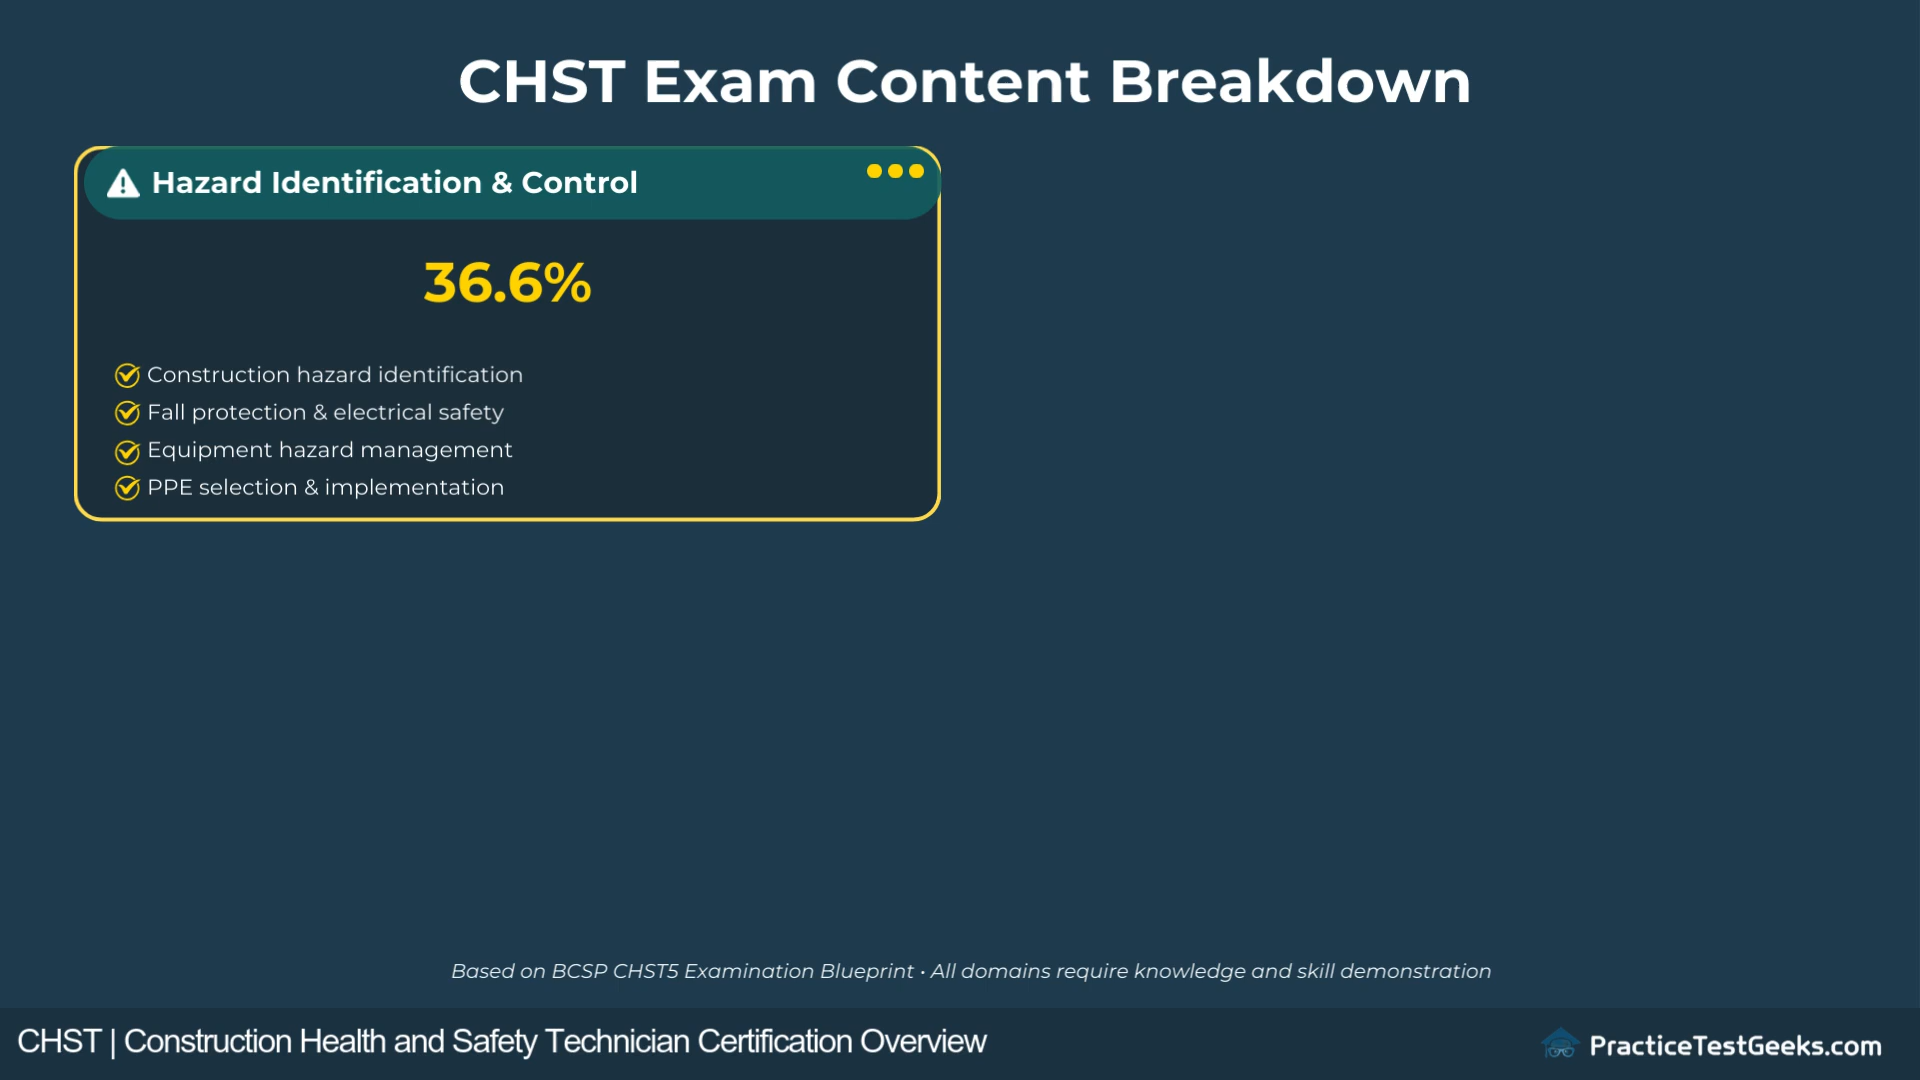 CHST Exam Content Breakdown
Hazard Identification & Control
36.6%
Construction hazard identification
Fall protection & electrical safety
Equipment hazard management
PPE selection & implementation
Based on BCSP CHST5 Examination Blueprint • All domains require knowledge and skill demonstration
CHST | Construction Health and Safety Technician Certification Overview
PracticeTestGeeks.com